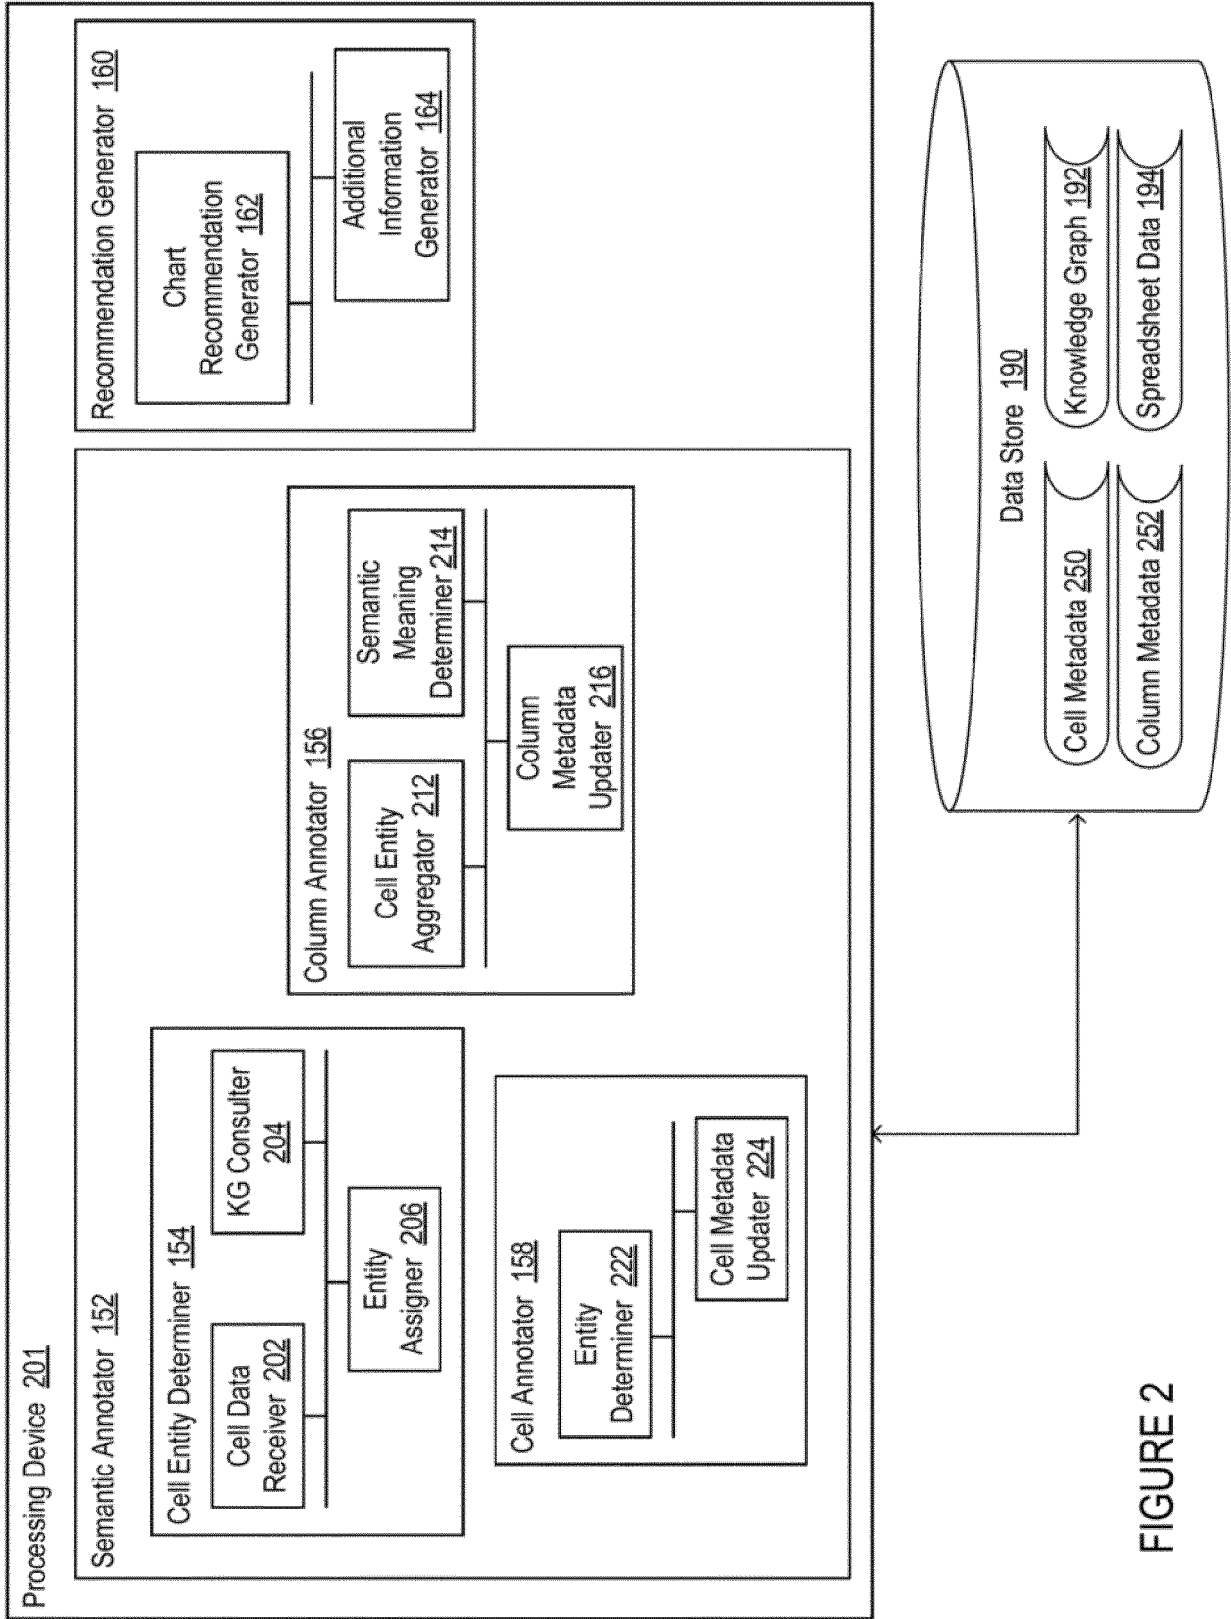 Processing Device 201
Semantic Annotator 152
Cell Entity Determiner 154
Cell Data
Receiver 202
KG Consulter
204
Entity
Assigner 206
Column Annotator 156
Cell Entity
Aggregator 212
Semantic
Meaning
Determiner 214
Column
Metadata
Updater 216
Cell Annotator 158
Entity
Determiner 222
Cell Metadata
Updater 224
Recommendation Generator 160
Chart
Recommendation
Generator 162
Additional
Information
Generator 164
Data Store 190
Cell Metadata 250
Knowledge Graph 192
Column Metadata 252
Spreadsheet Data 194
FIGURE 2